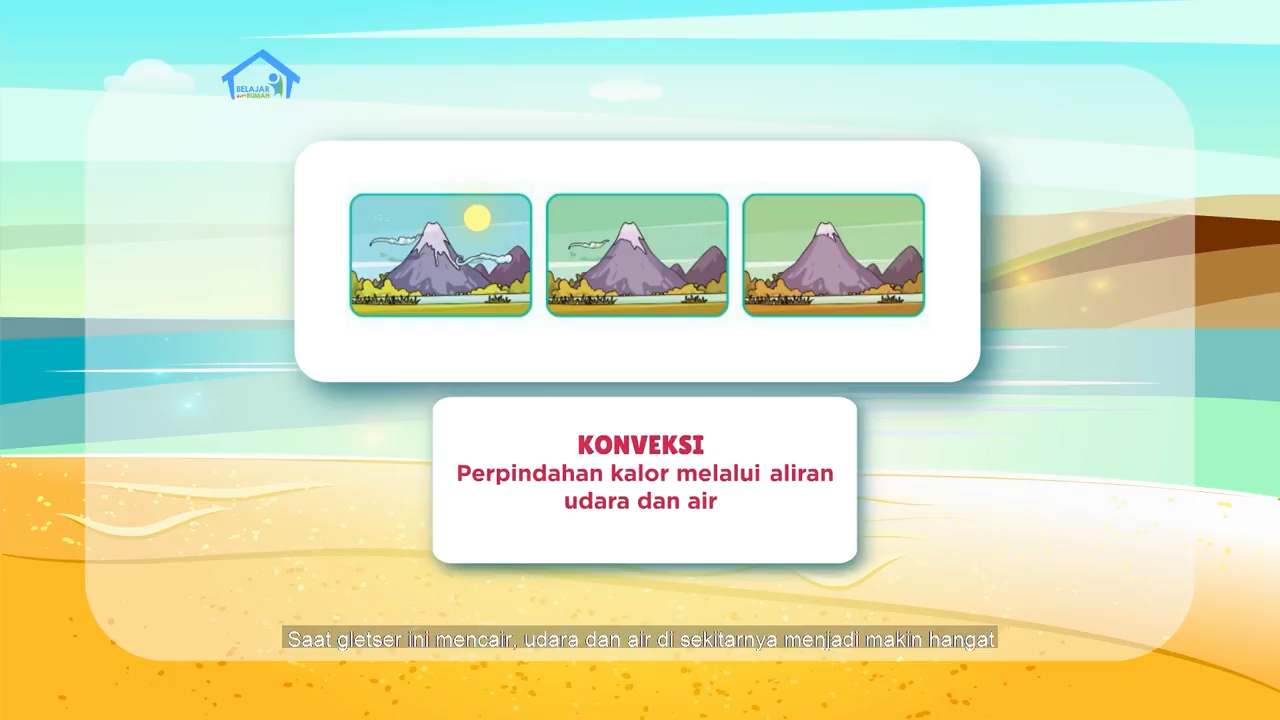 BELAJAR
dari RUMAH
KONVEKSI
Perpindahan kalor melalui aliran
udara dan air
Saat gletser ini mencair, udara dan air di sekitarnya menjadi makin hangat